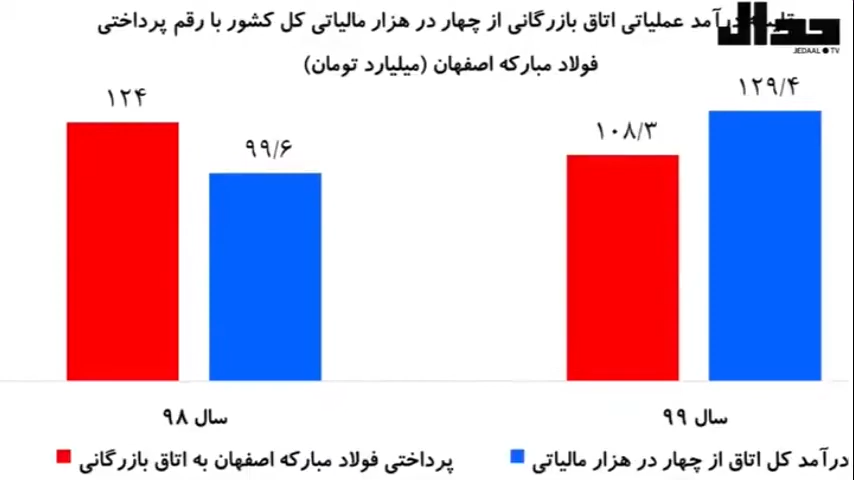 درآمد عملیاتی اتاق بازرگانی از چهار در هزار مالیاتی کل کشور با رقم پرداختی
فولاد مبارکه اصفهان (میلیارد تومان)
جدال
JEDAAL TV
۱۲۴
۹۹/۶
۱۰۸/۳
۱۲۹/۴
سال ۹۸
سال ۹۹
پرداختی فولاد مبارکه اصفهان به اتاق بازرگانی
درآمد کل اتاق از چهار در هزار مالیاتی